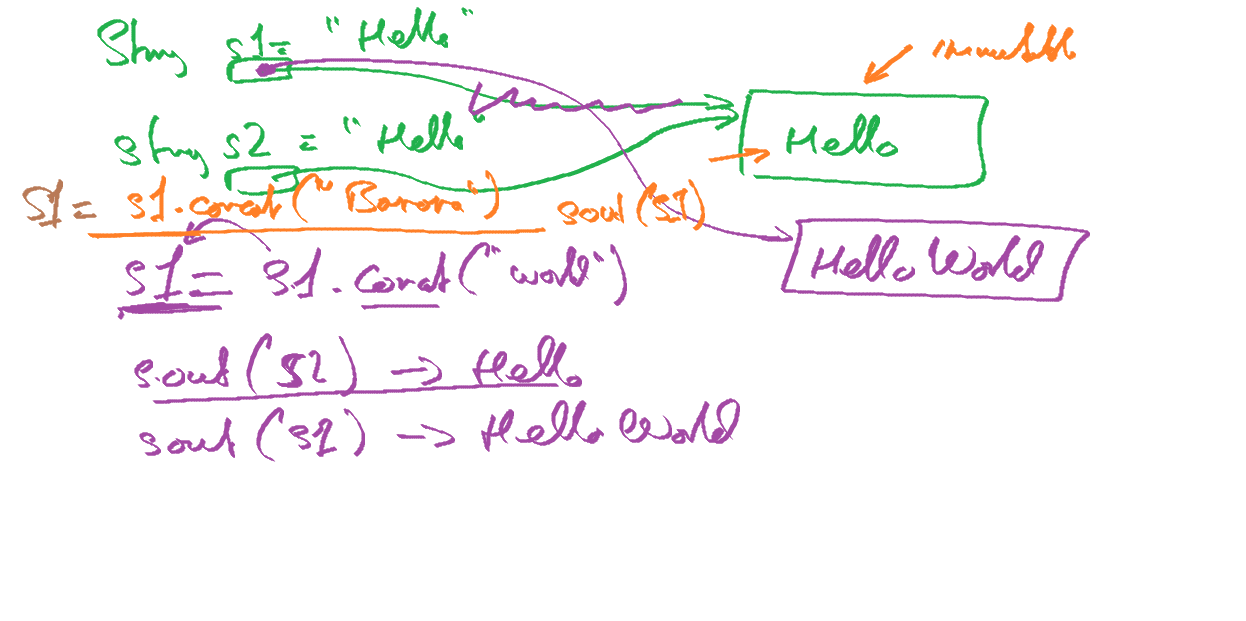 String s1 = "Hello"
immutable
String s2 = "Hello"
Hello
S1 = s1.concat("Banora") sout(S1)
s1 = s1.concat("world")
Hello World
sout(s2) → Hello
sout(s1) → Hello World